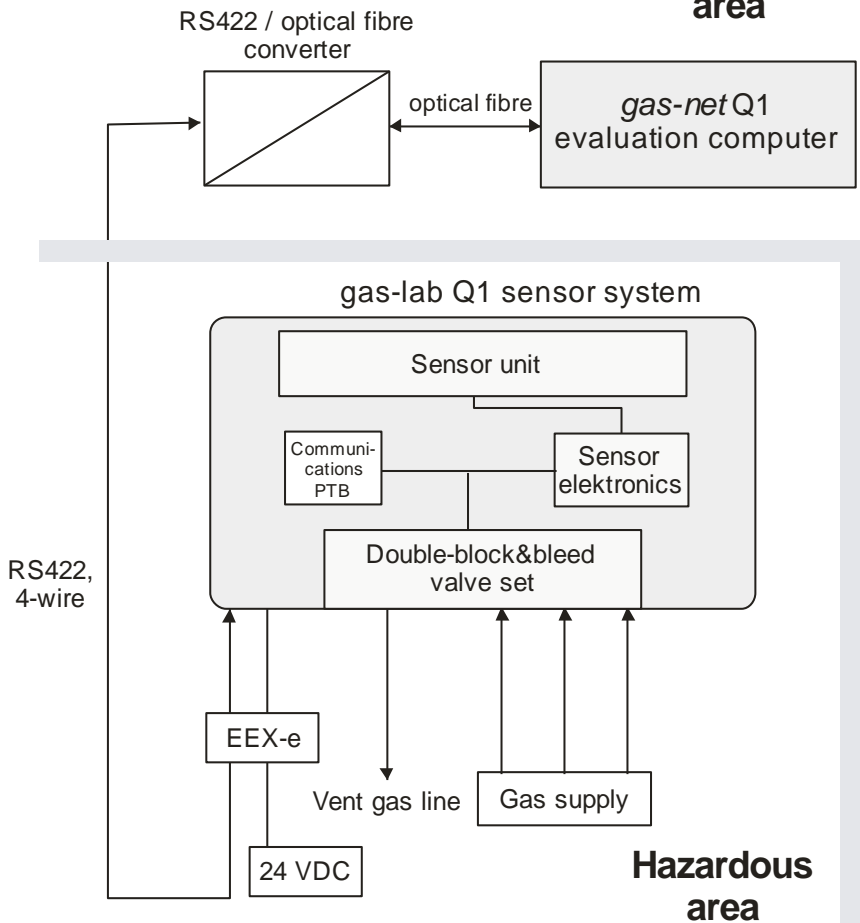 area
RS422 / optical fibre
converter
optical fibre
gas-net Q1
evaluation computer
gas-lab Q1 sensor system
Sensor unit
Communi-
cations
PTB
Sensor
elektronics
Double-block&bleed
valve set
RS422,
4-wire
EEX-e
Vent gas line
Gas supply
24 VDC
Hazardous
area